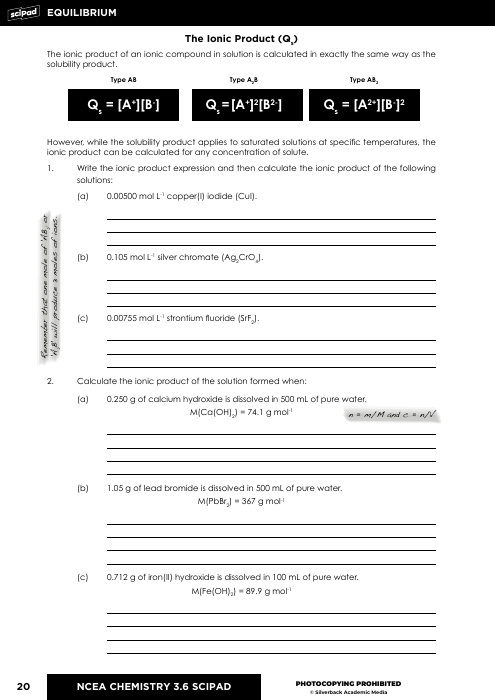 scipad EQUILIBRIUM
The Ionic Product (Qₛ)
The ionic product of an ionic compound in solution is calculated in exactly the same way as the
solubility product.
Type AB
Type A₂B
Type AB₂
Qₛ = [A⁺][B⁻]
Qₛ=[A⁺]²[B²⁻]
Qₛ = [A²⁺][B⁻]²
However, while the solubility product applies to saturated solutions at specific temperatures, the
ionic product can be calculated for any concentration of solute.
1. Write the ionic product expression and then calculate the ionic product of the following
solutions:
(a) 0.00500 mol L⁻¹ copper(I) iodide (CuI).
(b) 0.105 mol L⁻¹ silver chromate (Ag₂CrO₄).
(c) 0.00755 mol L⁻¹ strontium fluoride (SrF₂).
Remember that one mole of 'AB₂' or
'A₂B' will produce 3 moles of ions.
2. Calculate the ionic product of the solution formed when:
(a) 0.250 g of calcium hydroxide is dissolved in 500 mL of pure water.
M(Ca(OH)₂) = 74.1 g mol⁻¹
n = m/M and c = n/V
(b) 1.05 g of lead bromide is dissolved in 500 mL of pure water.
M(PbBr₂) = 367 g mol⁻¹
(c) 0.712 g of iron(II) hydroxide is dissolved in 100 mL of pure water.
M(Fe(OH)₂) = 89.9 g mol⁻¹
20 NCEA CHEMISTRY 3.6 SCIPAD
PHOTOCOPYING PROHIBITED
© Silverback Academic Media